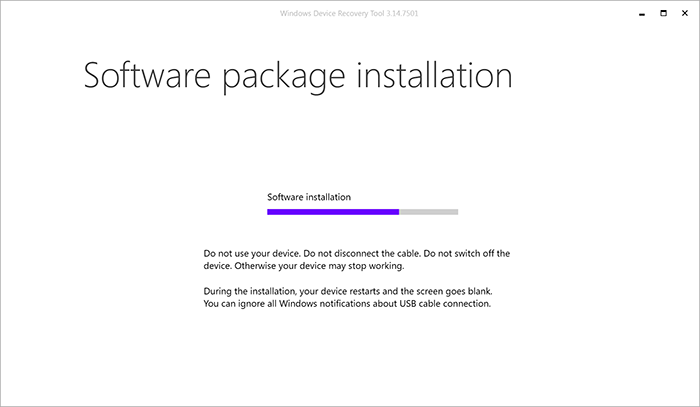 Windows Device Recovery Tool 3.14.7501
Software package installation
Software installation
Do not use your device. Do not disconnect the cable. Do not switch off the
device. Otherwise your device may stop working.
During the installation, your device restarts and the screen goes blank.
You can ignore all Windows notifications about USB cable connection.